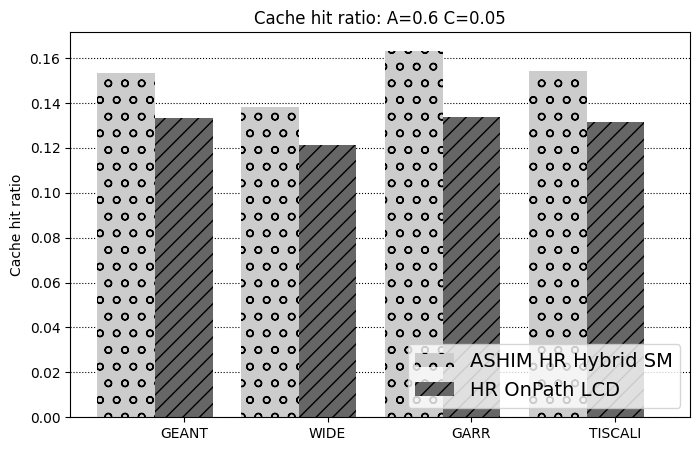 Cache hit ratio: A=0.6 C=0.05
Cache hit ratio
0.16
0.14
0.12
0.10
0.08
0.06
0.04
0.02
0.00
ASHIM HR Hybrid SM
HR OnPath LCD
GEANT
WIDE
GARR
TISCALI